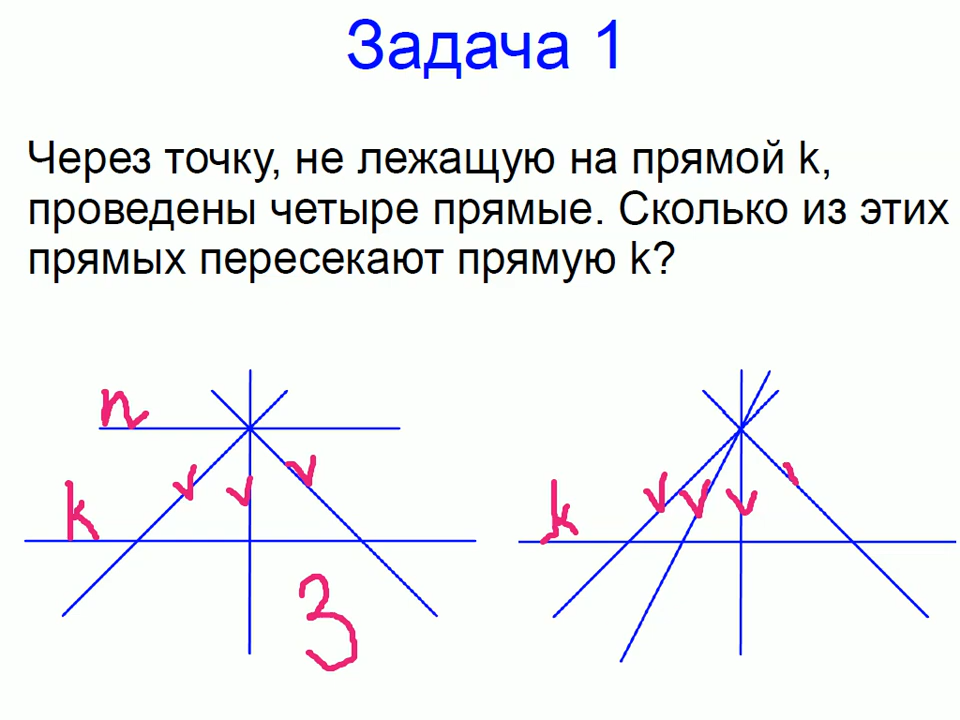 Задача 1
Через точку, не лежащую на прямой k,
проведены четыре прямые. Сколько из этих
прямых пересекают прямую k?
n
k
k
3